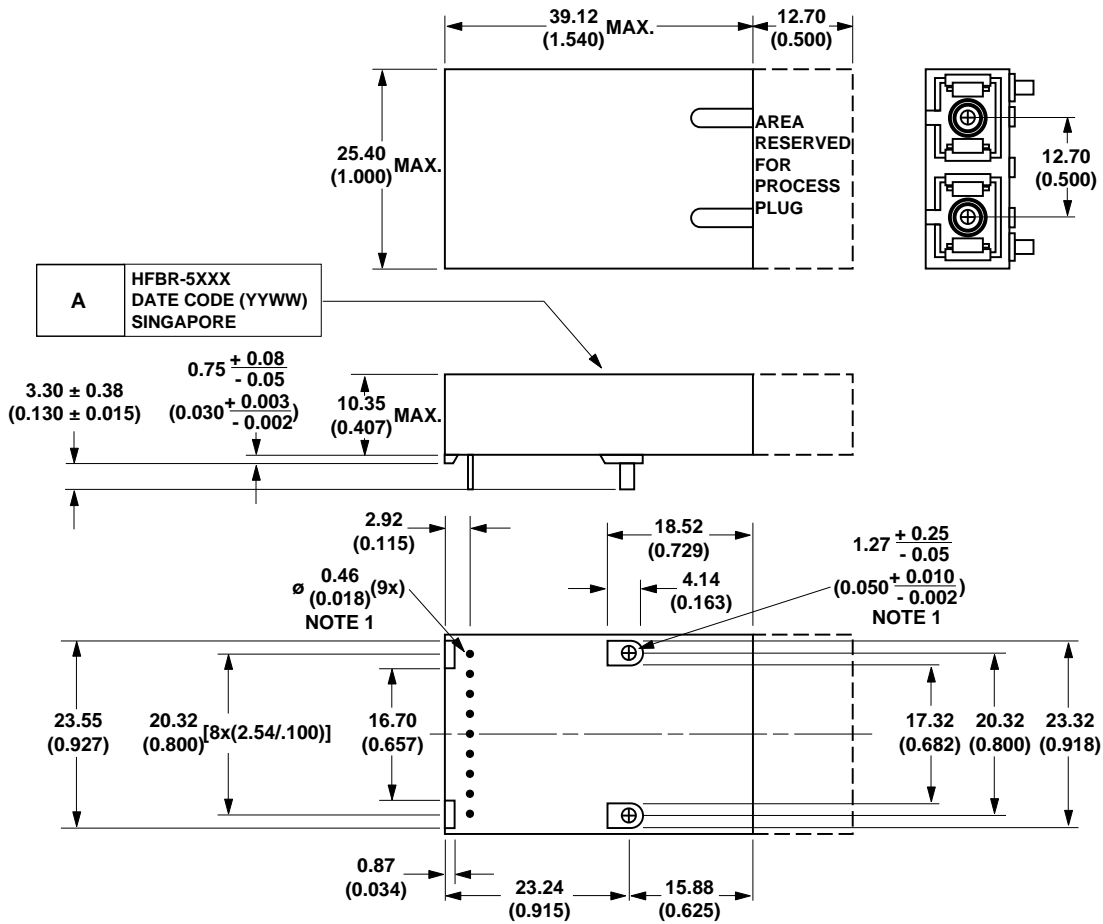 39.12
(1.540)
MAX.
12.70
(0.500)
25.40
(1.000)
MAX.
AREA
RESERVED
FOR
PROCESS
PLUG
12.70
(0.500)
A
HFBR-5XXX
DATE CODE (YYWW)
SINGAPORE
3.30 ± 0.38
(0.130 ± 0.015)
0.75 + 0.08
- 0.05
(0.030 + 0.003
- 0.002)
10.35
(0.407)
MAX.
2.92
(0.115)
18.52
(0.729)
4.14
(0.163)
1.27 + 0.25
- 0.05
(0.050 + 0.010
- 0.002)
NOTE 1
ø 0.46
(0.018) (9x)
NOTE 1
23.55
(0.927)
20.32
(0.800)
[8x(2.54/.100)]
16.70
(0.657)
17.32
(0.682)
20.32
(0.800)
23.32
(0.918)
0.87
(0.034)
23.24
(0.915)
15.88
(0.625)